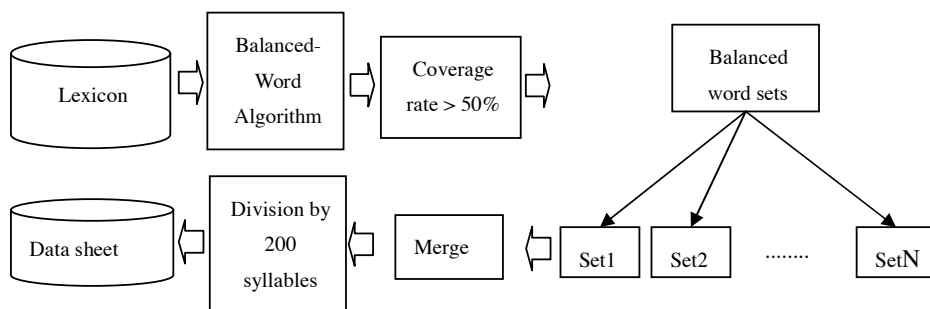 Lexicon
Balanced-
Word
Algorithm
Coverage
rate > 50%
Balanced
word sets
Set1
Set2
........
SetN
Merge
Division by
200
syllables
Data sheet